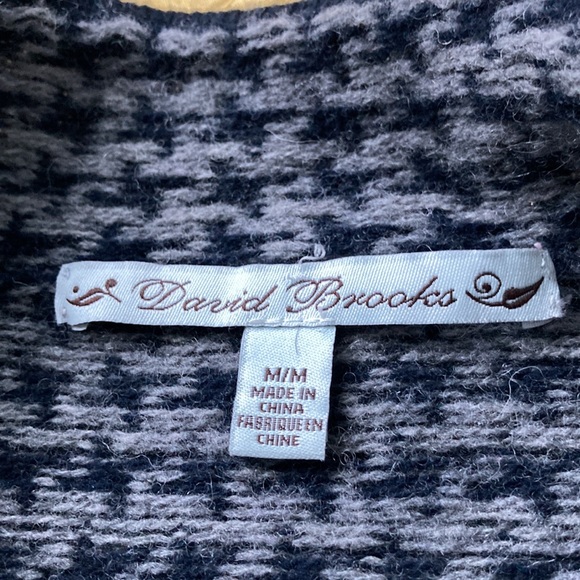 David Brooks
M/M
MADE IN
CHINA
FABRIQUE EN
CHINE